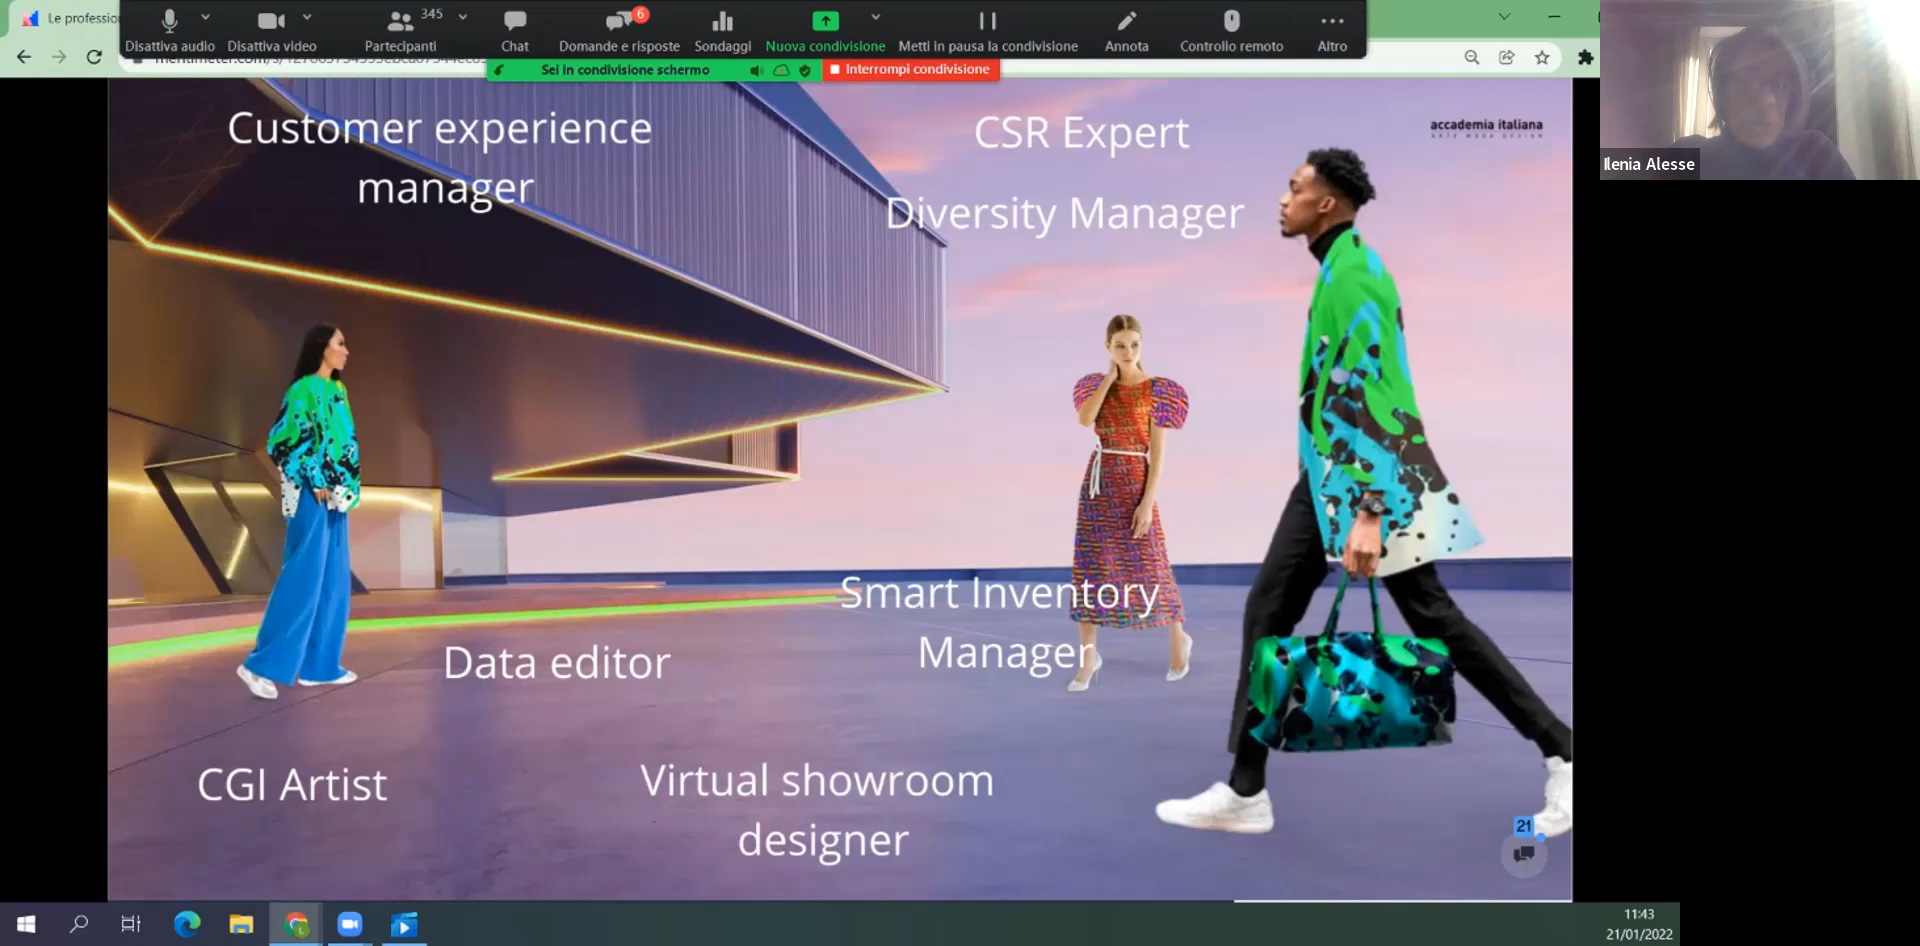 Le professio
345
6
Disattiva audio
Disattiva video
Partecipanti
Chat
Domande e risposte
Sondaggi
Nuova condivisione
Metti in pausa la condivisione
Annota
Controllo remoto
Altro
Sei in condivisione schermo
Interrompi condivisione
Ilenia Alesse
Customer experience
manager
CSR Expert
accademia italiana
ARTE MODA DESIGN
Diversity Manager
Smart Inventory
Manager
Data editor
CGI Artist
Virtual showroom
designer
21
11:43
21/01/2022